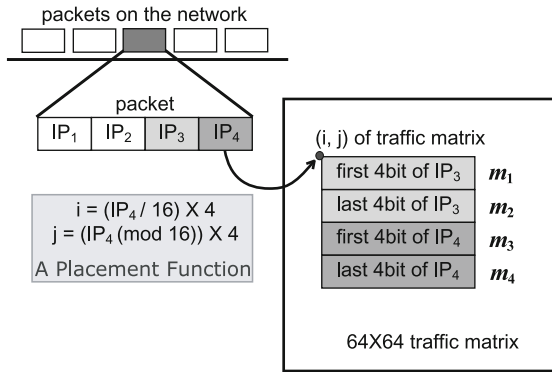 packets on the network
packet
IP₁ IP₂ IP₃ IP₄
i = (IP₄ / 16) X 4
j = (IP₄ (mod 16)) X 4
A Placement Function
(i, j) of traffic matrix
first 4bit of IP₃ m₁
last 4bit of IP₃ m₂
first 4bit of IP₄ m₃
last 4bit of IP₄ m₄
64X64 traffic matrix